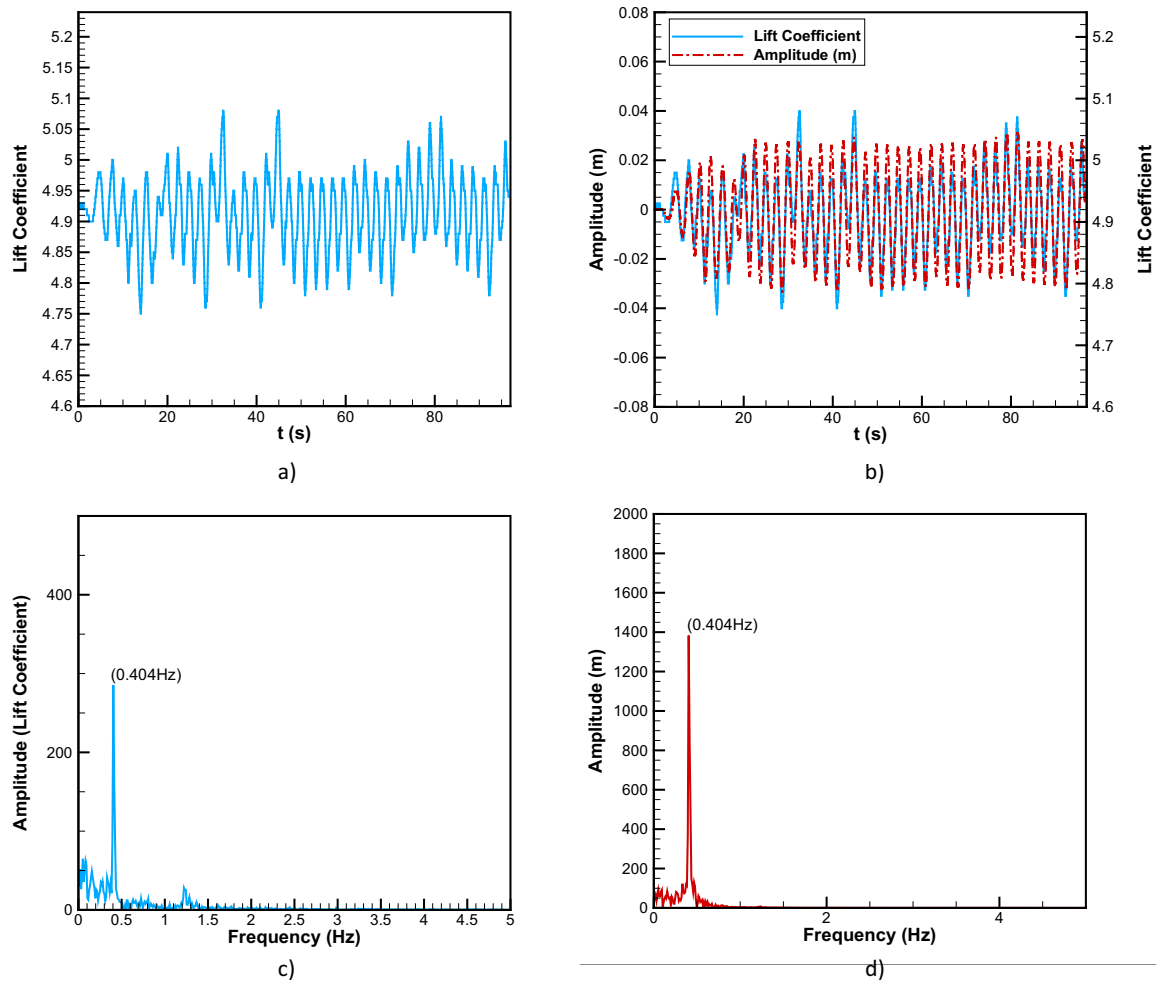 5.2
5.15
5.1
5.05
5
4.95
4.9
4.85
4.8
4.75
4.7
4.65
4.6
Lift Coefficient
0 20 40 60 80
t (s)
a)
Lift Coefficient
Amplitude (m)
0.08
0.06
0.04
0.02
0
-0.02
-0.04
-0.06
-0.08
Amplitude (m)
5.2
5.1
5
4.9
4.8
4.7
4.6
Lift Coefficient
0 20 40 60 80
t (s)
b)
400
200
0
Amplitude (Lift Coefficient)
(0.404Hz)
0 0.5 1 1.5 2 2.5 3 3.5 4 4.5 5
Frequency (Hz)
c)
2000
1800
1600
1400
1200
1000
800
600
400
200
0
Amplitude (m)
(0.404Hz)
0 2 4
Frequency (Hz)
d)